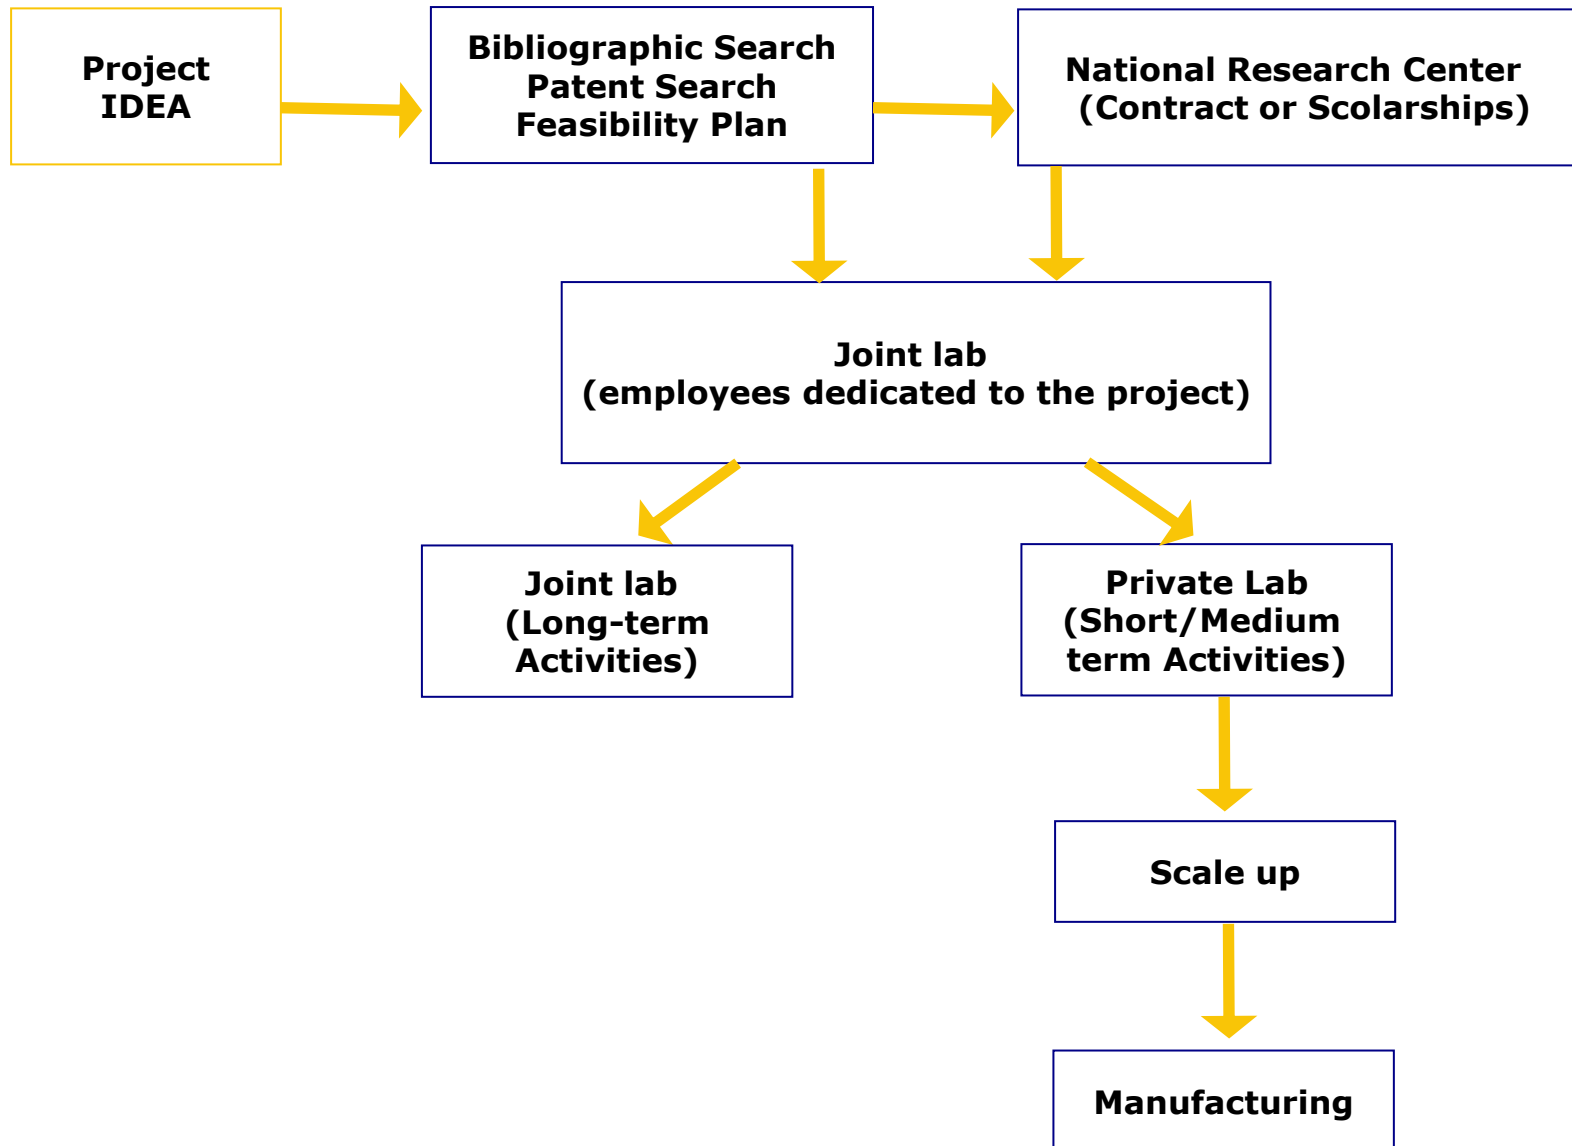 Project
IDEA
Bibliographic Search
Patent Search
Feasibility Plan
National Research Center
(Contract or Scolarships)
Joint lab
(employees dedicated to the project)
Joint lab
(Long-term
Activities)
Private Lab
(Short/Medium
term Activities)
Scale up
Manufacturing